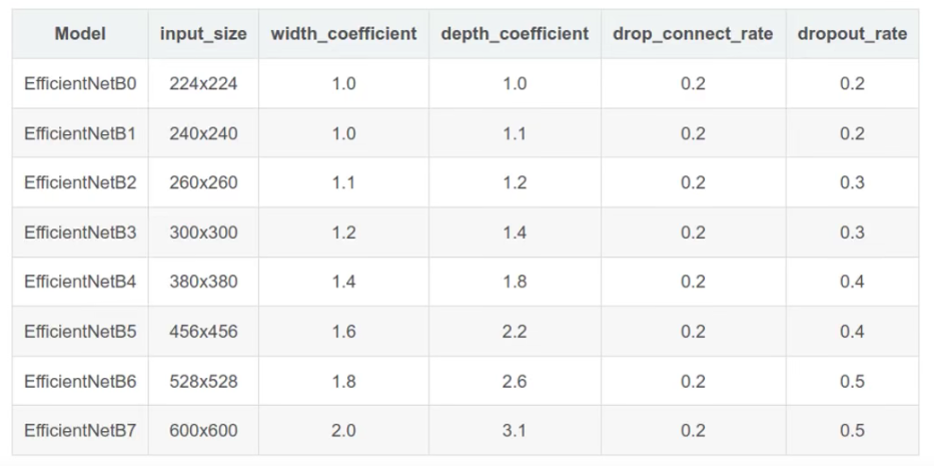 Model input_size width_coefficient depth_coefficient drop_connect_rate dropout_rate
EfficientNetB0 224x224 1.0 1.0 0.2 0.2
EfficientNetB1 240x240 1.0 1.1 0.2 0.2
EfficientNetB2 260x260 1.1 1.2 0.2 0.3
EfficientNetB3 300x300 1.2 1.4 0.2 0.3
EfficientNetB4 380x380 1.4 1.8 0.2 0.4
EfficientNetB5 456x456 1.6 2.2 0.2 0.4
EfficientNetB6 528x528 1.8 2.6 0.2 0.5
EfficientNetB7 600x600 2.0 3.1 0.2 0.5